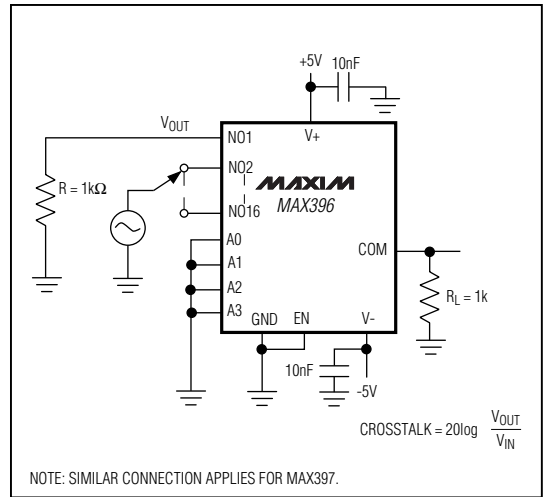 +5V 10nF
VOUT
NO1
V+
NO2
R = 1kΩ
MAXIM
MAX396
NO16
A0
COM
A1
A2
RL = 1k
A3
GND EN V-
10nF
-5V
CROSSTALK = 20log VOUT
VIN
NOTE: SIMILAR CONNECTION APPLIES FOR MAX397.